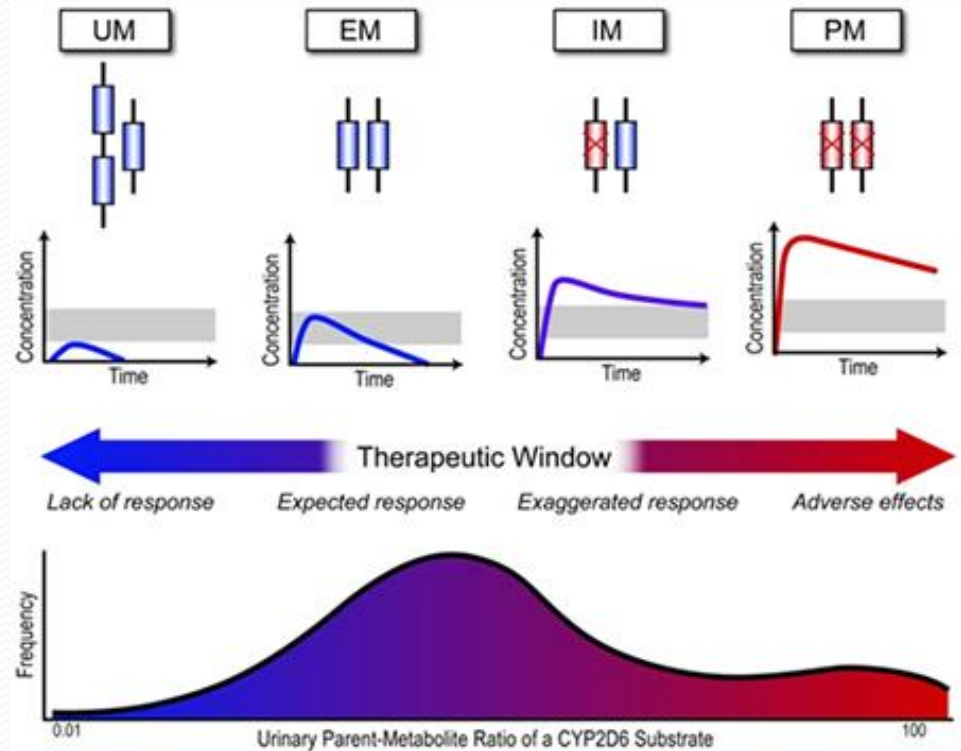 UM
EM
IM
PM
Concentration
Time
Concentration
Time
Concentration
Time
Concentration
Time
Therapeutic Window
Lack of response
Expected response
Exaggerated response
Adverse effects
Frequency
0.01
100
Urinary Parent-Metabolite Ratio of a CYP2D6 Substrate